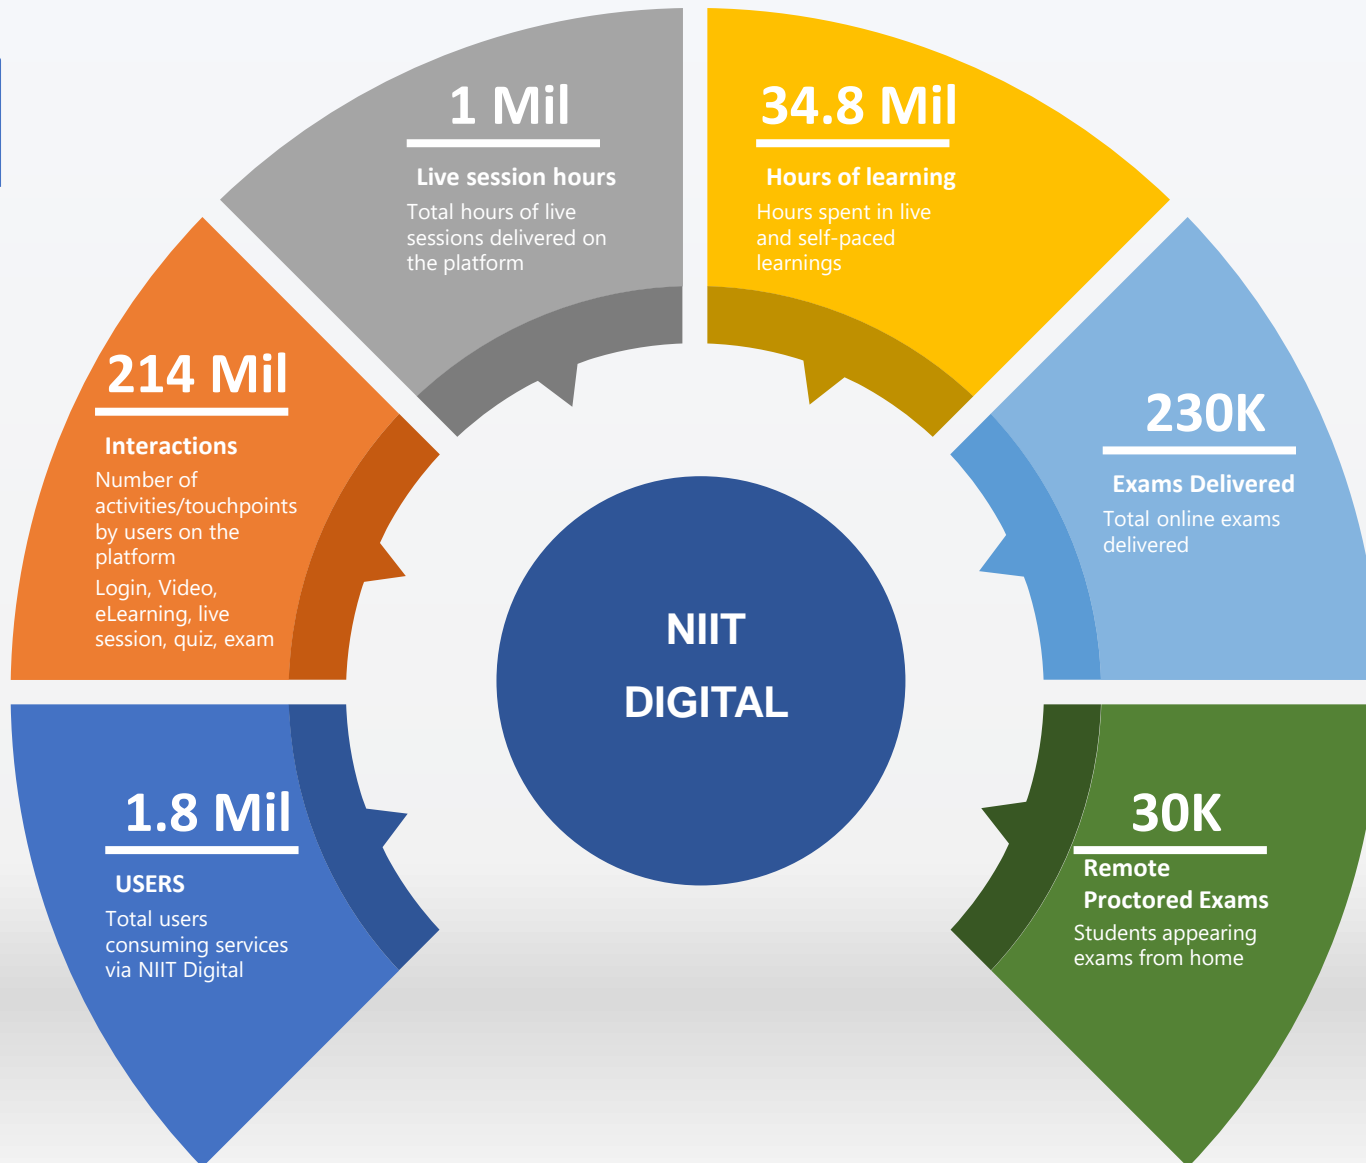 1 Mil
Live session hours
Total hours of live
sessions delivered on
the platform
34.8 Mil
Hours of learning
Hours spent in live
and self-paced
learnings
214 Mil
Interactions
Number of
activities/touchpoints
by users on the
platform
Login, Video,
eLearning, live
session, quiz, exam
230K
Exams Delivered
Total online exams
delivered
NIIT
DIGITAL
1.8 Mil
USERS
Total users
consuming services
via NIIT Digital
30K
Remote
Proctored Exams
Students appearing
exams from home